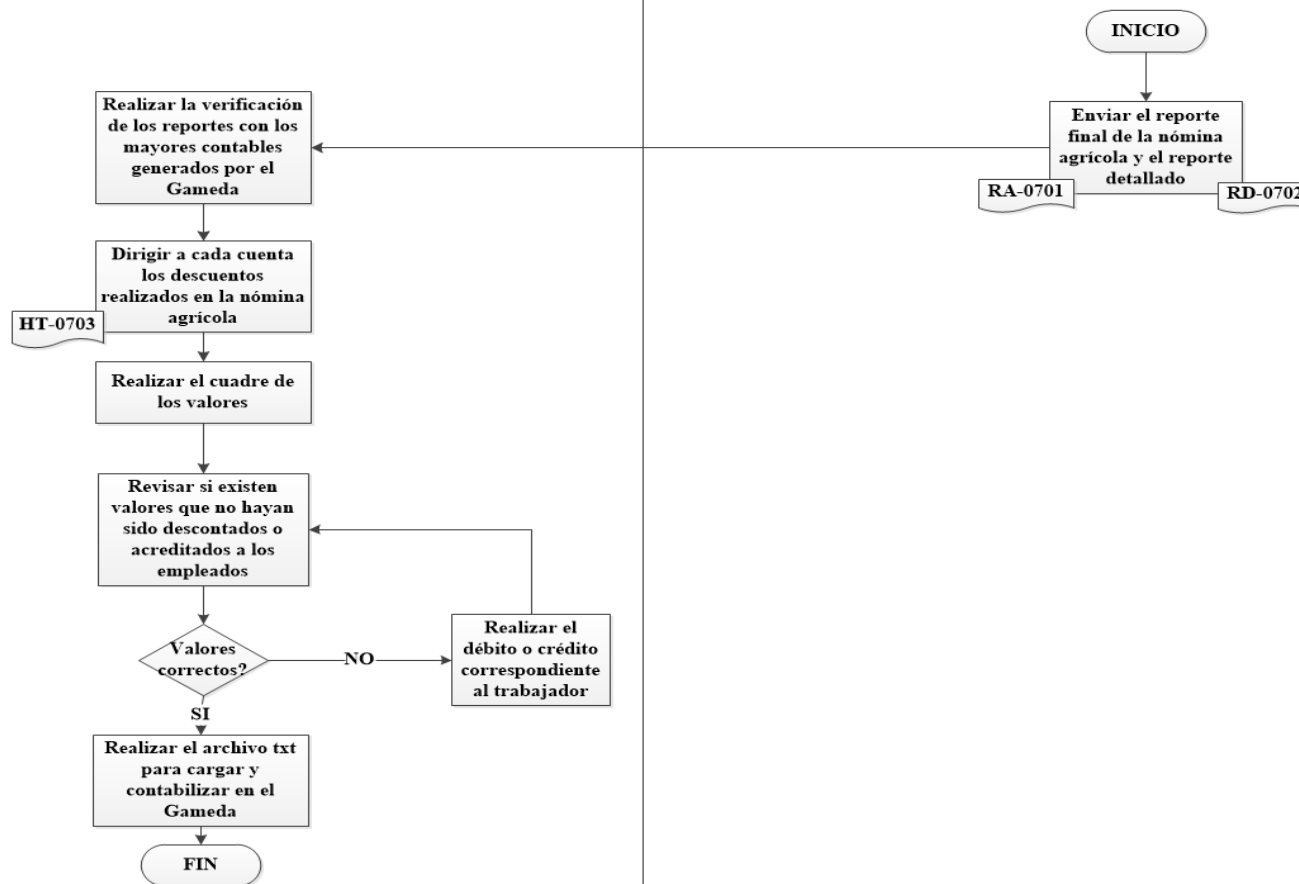 INICIO
Enviar el reporte
final de la nómina
agrícola y el reporte
detallado
RA-0701
RD-0702
Realizar la verificación
de los reportes con los
mayores contables
generados por el
Gameda
Dirigir a cada cuenta
los descuentos
realizados en la nómina
agrícola
HT-0703
Realizar el cuadre de
los valores
Revisar si existen
valores que no hayan
sido descontados o
acreditados a los
empleados
Valores
correctos?
NO
Realizar el
débito o crédito
correspondiente
al trabajador
SI
Realizar el archivo txt
para cargar y
contabilizar en el
Gameda
FIN